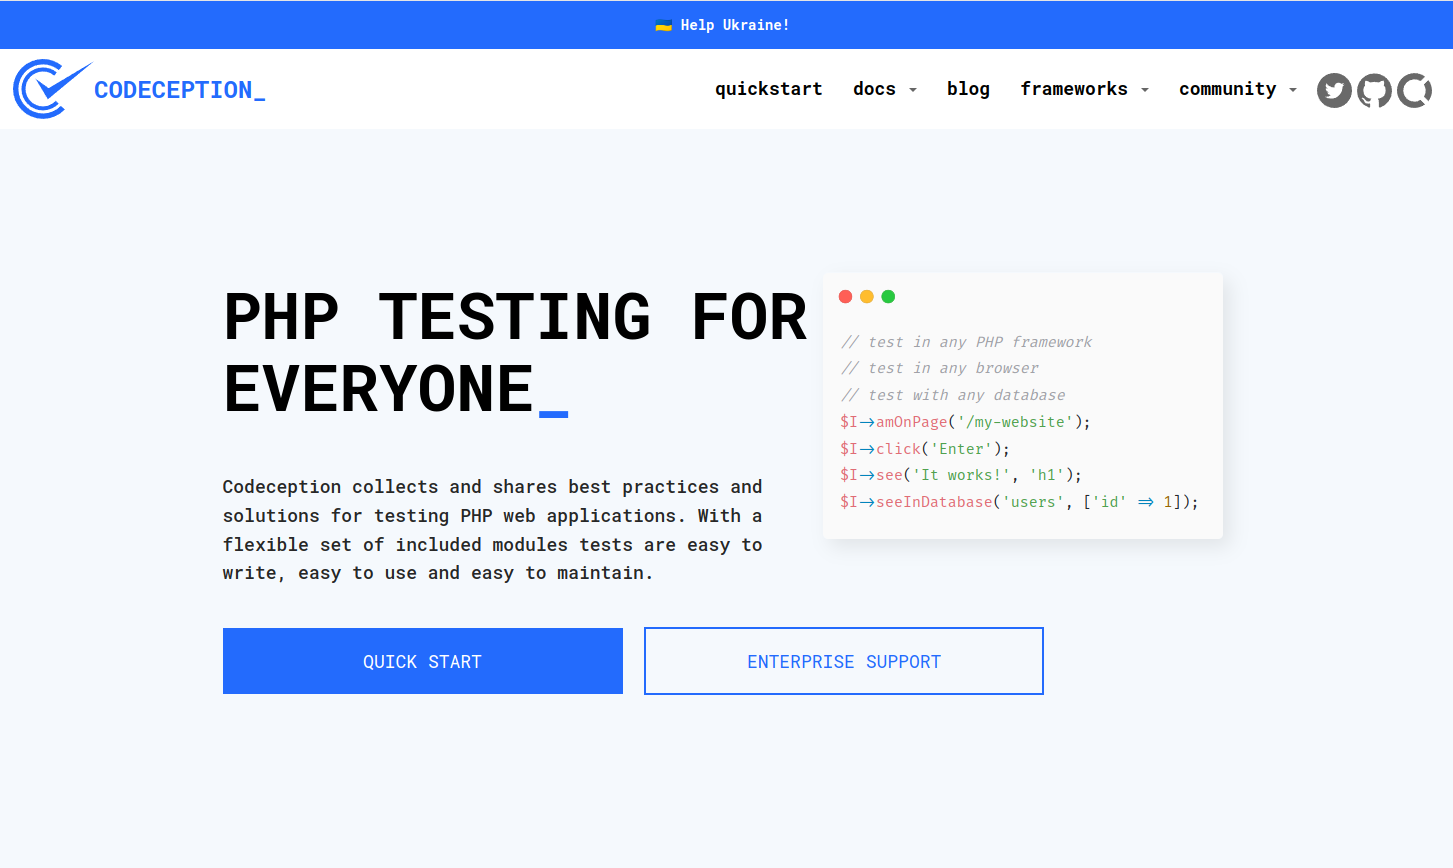 🇺🇦 Help Ukraine!
CODECEPTION_
quickstart docs blog frameworks community
PHP TESTING FOR
EVERYONE_
// test in any PHP framework
// test in any browser
// test with any database
$I->amOnPage('/my-website');
$I->click('Enter');
$I->see('It works!', 'h1');
$I->seeInDatabase('users', ['id' => 1]);
Codeception collects and shares best practices and
solutions for testing PHP web applications. With a
flexible set of included modules tests are easy to
write, easy to use and easy to maintain.
QUICK START
ENTERPRISE SUPPORT